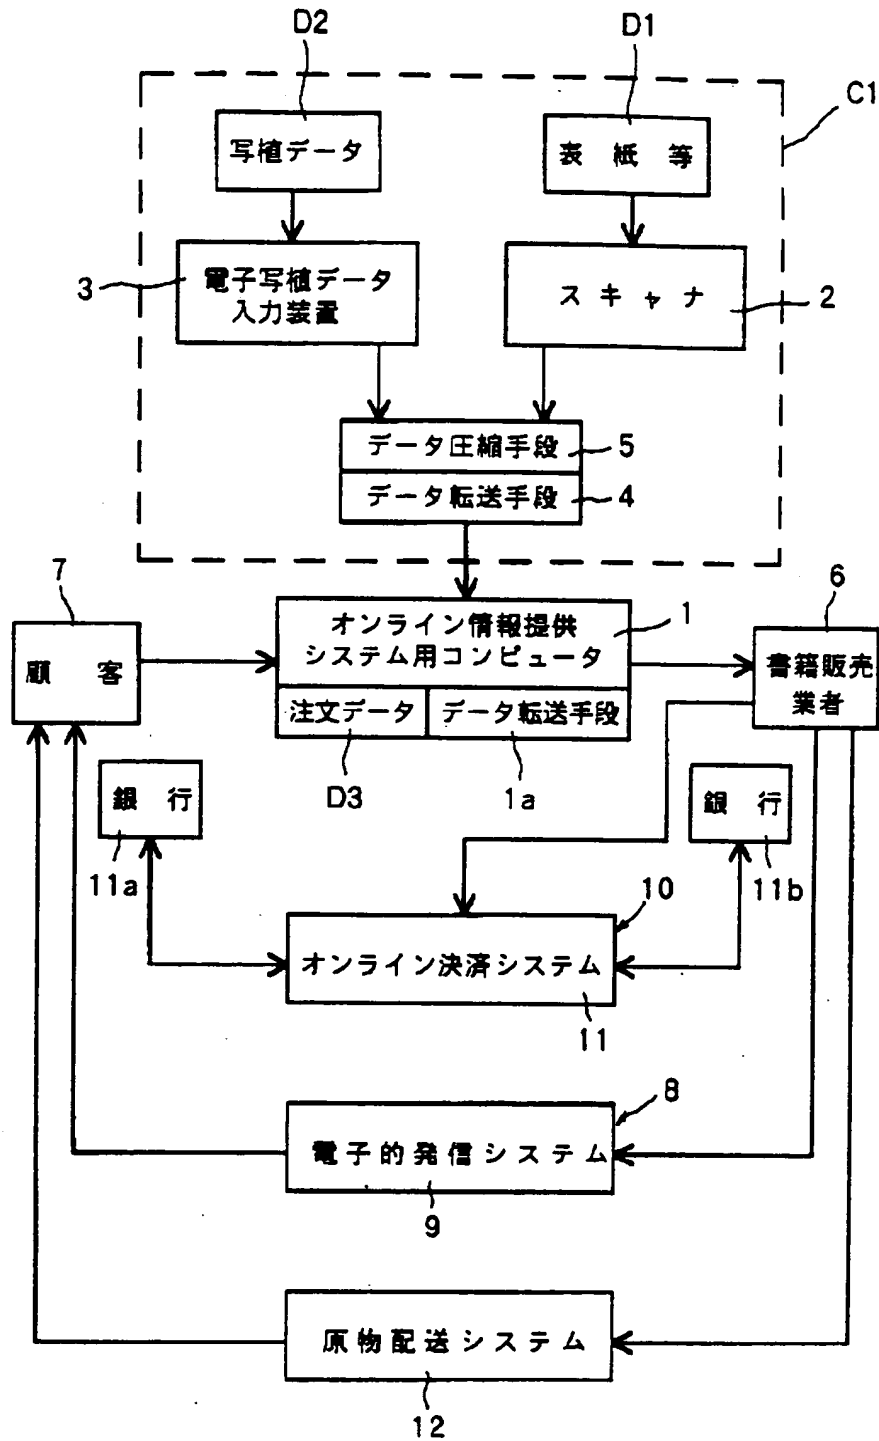 D2
D1
C1
写植データ
表紙等
3
電子写植データ
入力装置
スキャナ
2
データ圧縮手段
5
データ転送手段
4
7
6
顧客
オンライン情報提供
システム用コンピュータ
1
書籍販売
業者
注文データ
データ転送手段
D3
1a
銀行
銀行
11a
11b
10
オンライン決済システム
11
8
電子的発信システム
9
原物配送システム
12